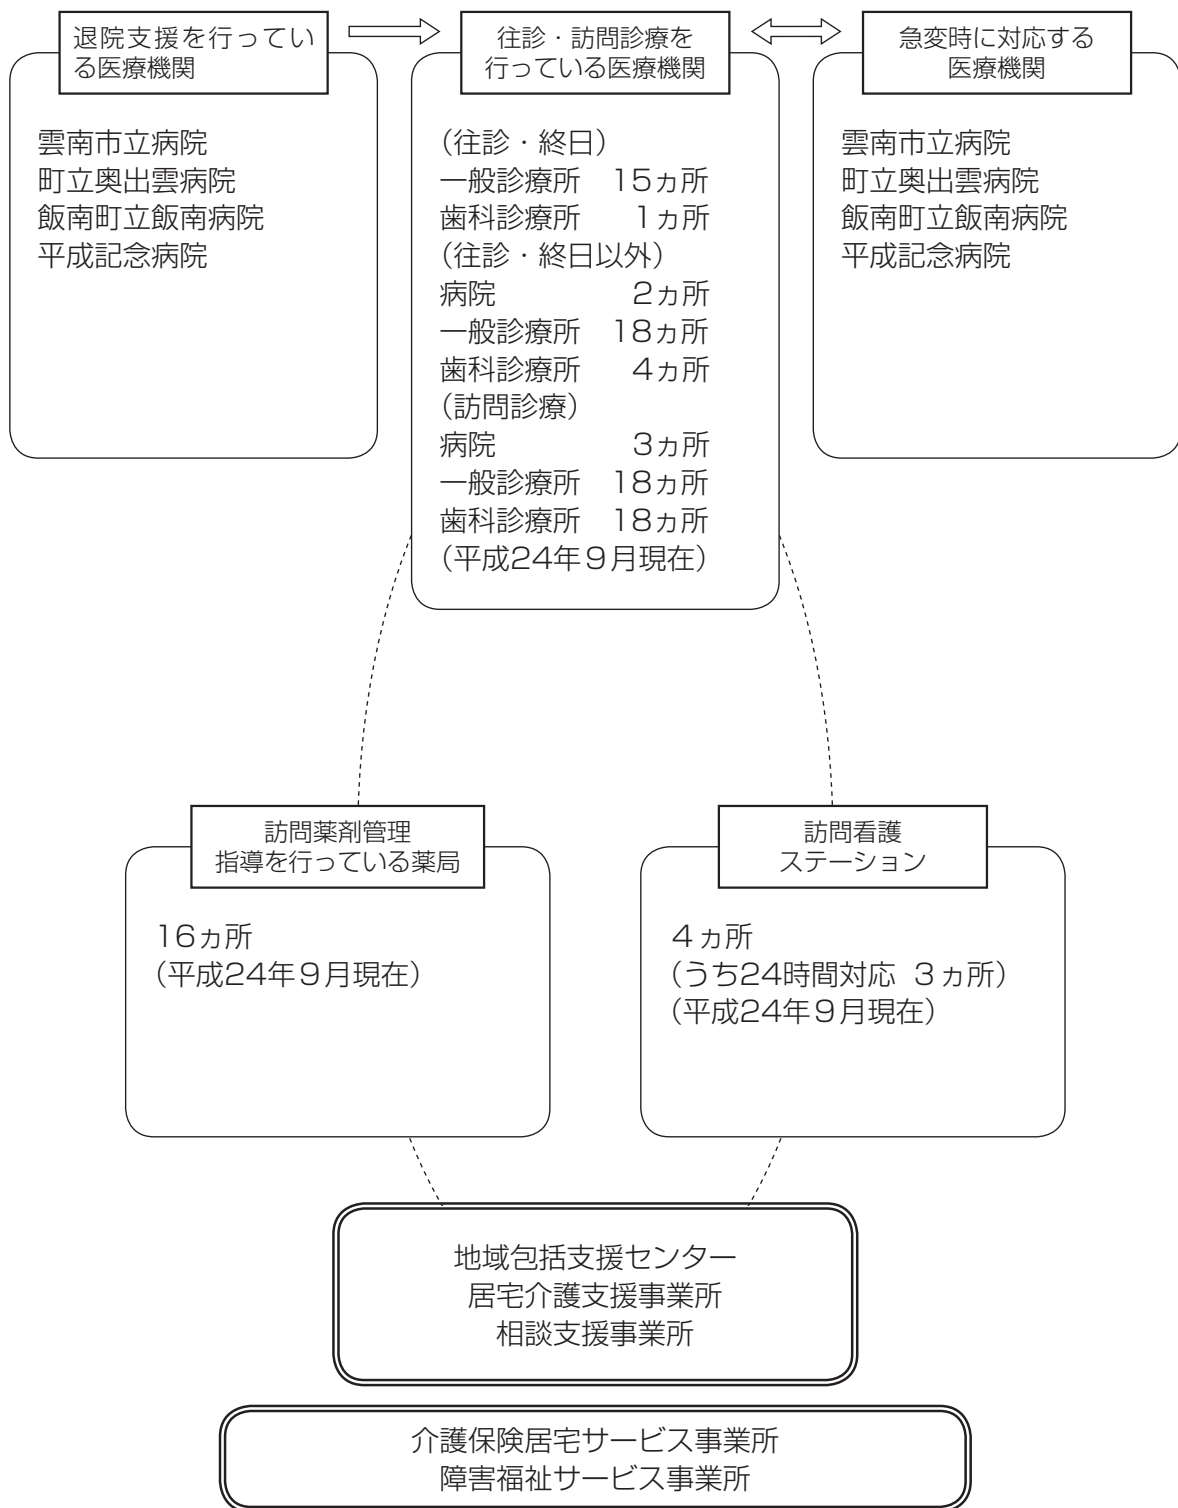 退院支援を行ってい
る医療機関
雲南市立病院
町立奥出雲病院
飯南町立飯南病院
平成記念病院
往診・訪問診療を
行っている医療機関
(往診・終日)
一般診療所 15ヵ所
歯科診療所 1ヵ所
(往診・終日以外)
病院 2ヵ所
一般診療所 18ヵ所
歯科診療所 4ヵ所
(訪問診療)
病院 3ヵ所
一般診療所 18ヵ所
歯科診療所 18ヵ所
(平成24年9月現在)
急変時に対応する
医療機関
雲南市立病院
町立奥出雲病院
飯南町立飯南病院
平成記念病院
訪問薬剤管理
指導を行っている薬局
16ヵ所
(平成24年9月現在)
訪問看護
ステーション
4ヵ所
(うち24時間対応 3ヵ所)
(平成24年9月現在)
地域包括支援センター
居宅介護支援事業所
相談支援事業所
介護保険居宅サービス事業所
障害福祉サービス事業所